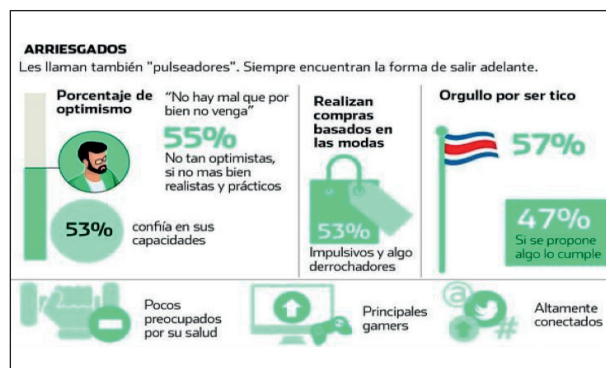 ARRIESGADOS
Les llaman también "pulseadores". Siempre encuentran la forma de salir adelante.
Porcentaje de
optimismo
"No hay mal que por
bien no venga"
55%
No tan optimistas,
si no mas bien
realistas y prácticos
53%
confía en sus
capacidades
Realizan
compras
basados en
las modas
53%
Impulsivos y algo
derrochadores
Orgullo por ser tico
57%
47%
Si se propone
algo lo cumple
Pocos
preocupados
por su salud
Principales
gamers
@
#
Altamente
conectados